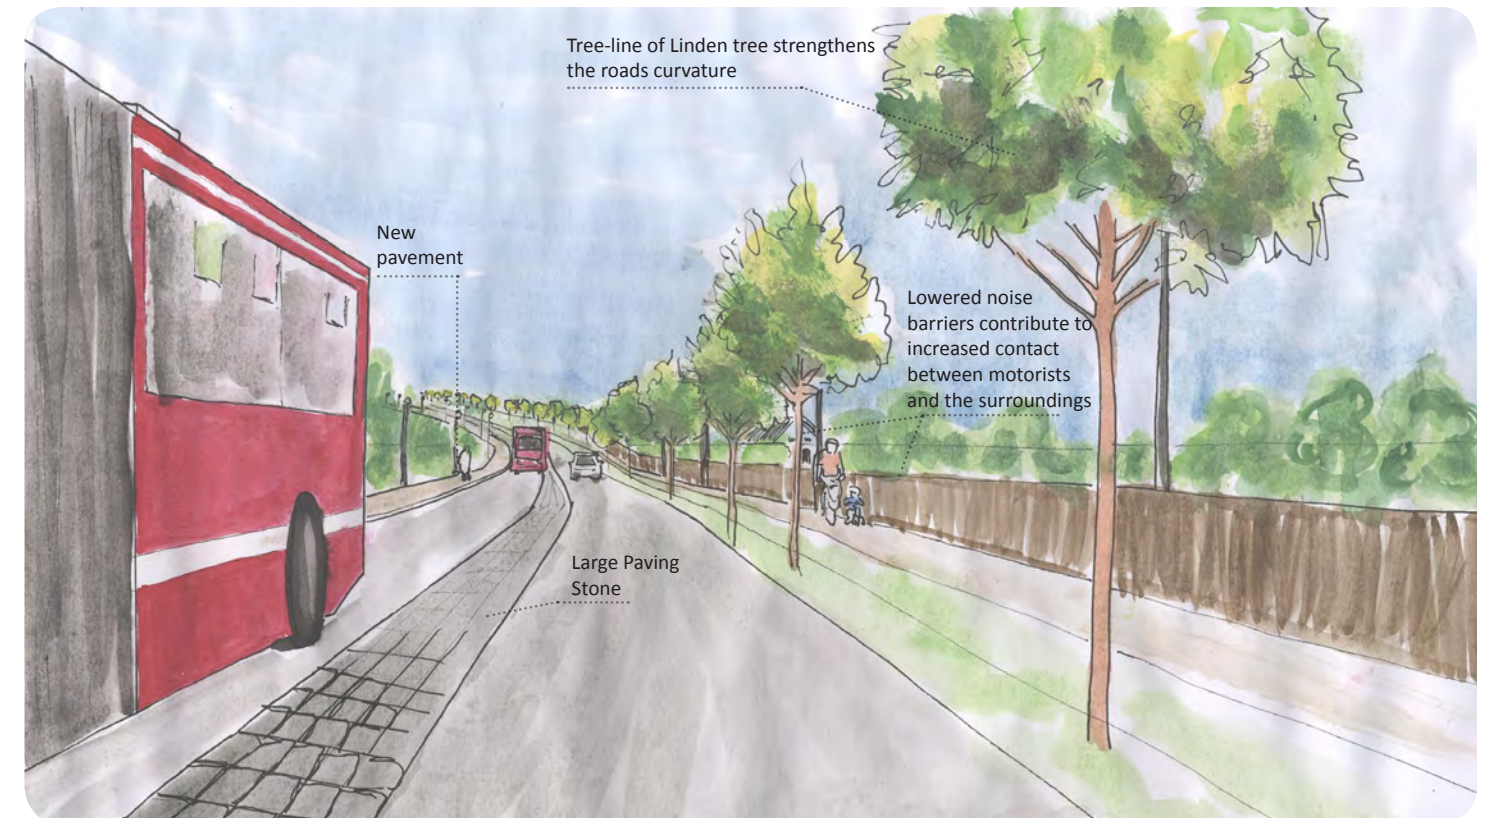 Tree-line of Linden tree strengthens
the roads curvature
New
pavement
Lowered noise
barriers contribute to
increased contact
between motorists
and the surroundings
Large Paving
Stone